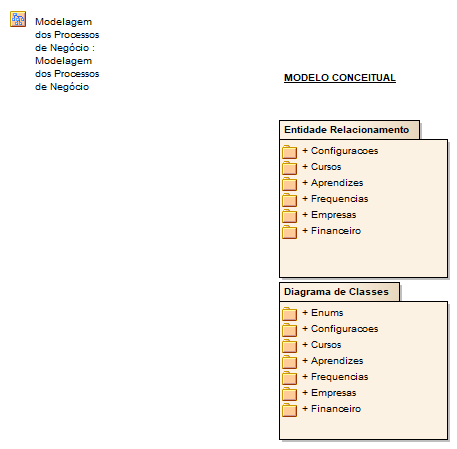 Modelagem
dos Processos
de Negócio :
Modelagem
dos Processos
de Negócio
MODELO CONCEITUAL
Entidade Relacionamento
+ Configuracoes
+ Cursos
+ Aprendizes
+ Frequencias
+ Empresas
+ Financeiro
Diagrama de Classes
+ Enums
+ Configuracoes
+ Cursos
+ Aprendizes
+ Frequencias
+ Empresas
+ Financeiro